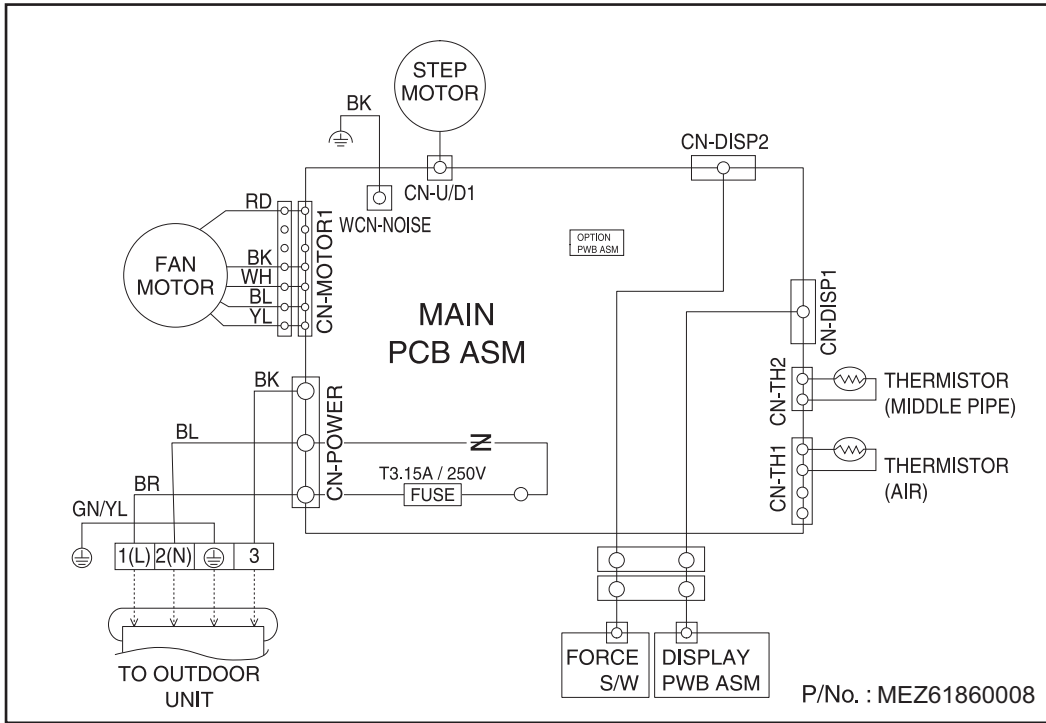 STEP
MOTOR
BK
CN-DISP2
CN-U/D1
WCN-NOISE
RD
BK
WH
BL
YL
FAN
MOTOR
CN-MOTOR1
OPTION
PWB ASM
MAIN
PCB ASM
CN-DISP1
CN-TH2
THERMISTOR
(MIDDLE PIPE)
CN-TH1
THERMISTOR
(AIR)
BK
BL
BR
GN/YL
CN-POWER
T3.15A / 250V
FUSE
1(L) 2(N) 3
TO OUTDOOR
UNIT
FORCE
S/W
DISPLAY
PWB ASM
P/No. : MEZ61860008